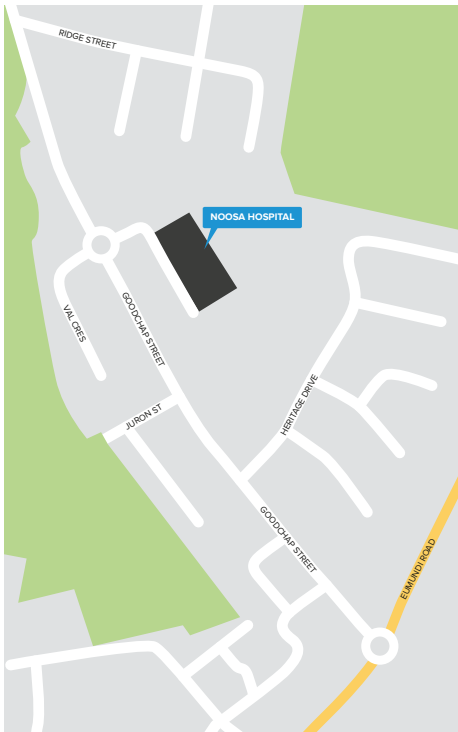 RIDGE STREET
NOOSA HOSPITAL
VAL CRES
GOODCHAP STREET
HERITAGE DRIVE
JURON ST
GOODCHAP STREET
EUMUNDI ROAD